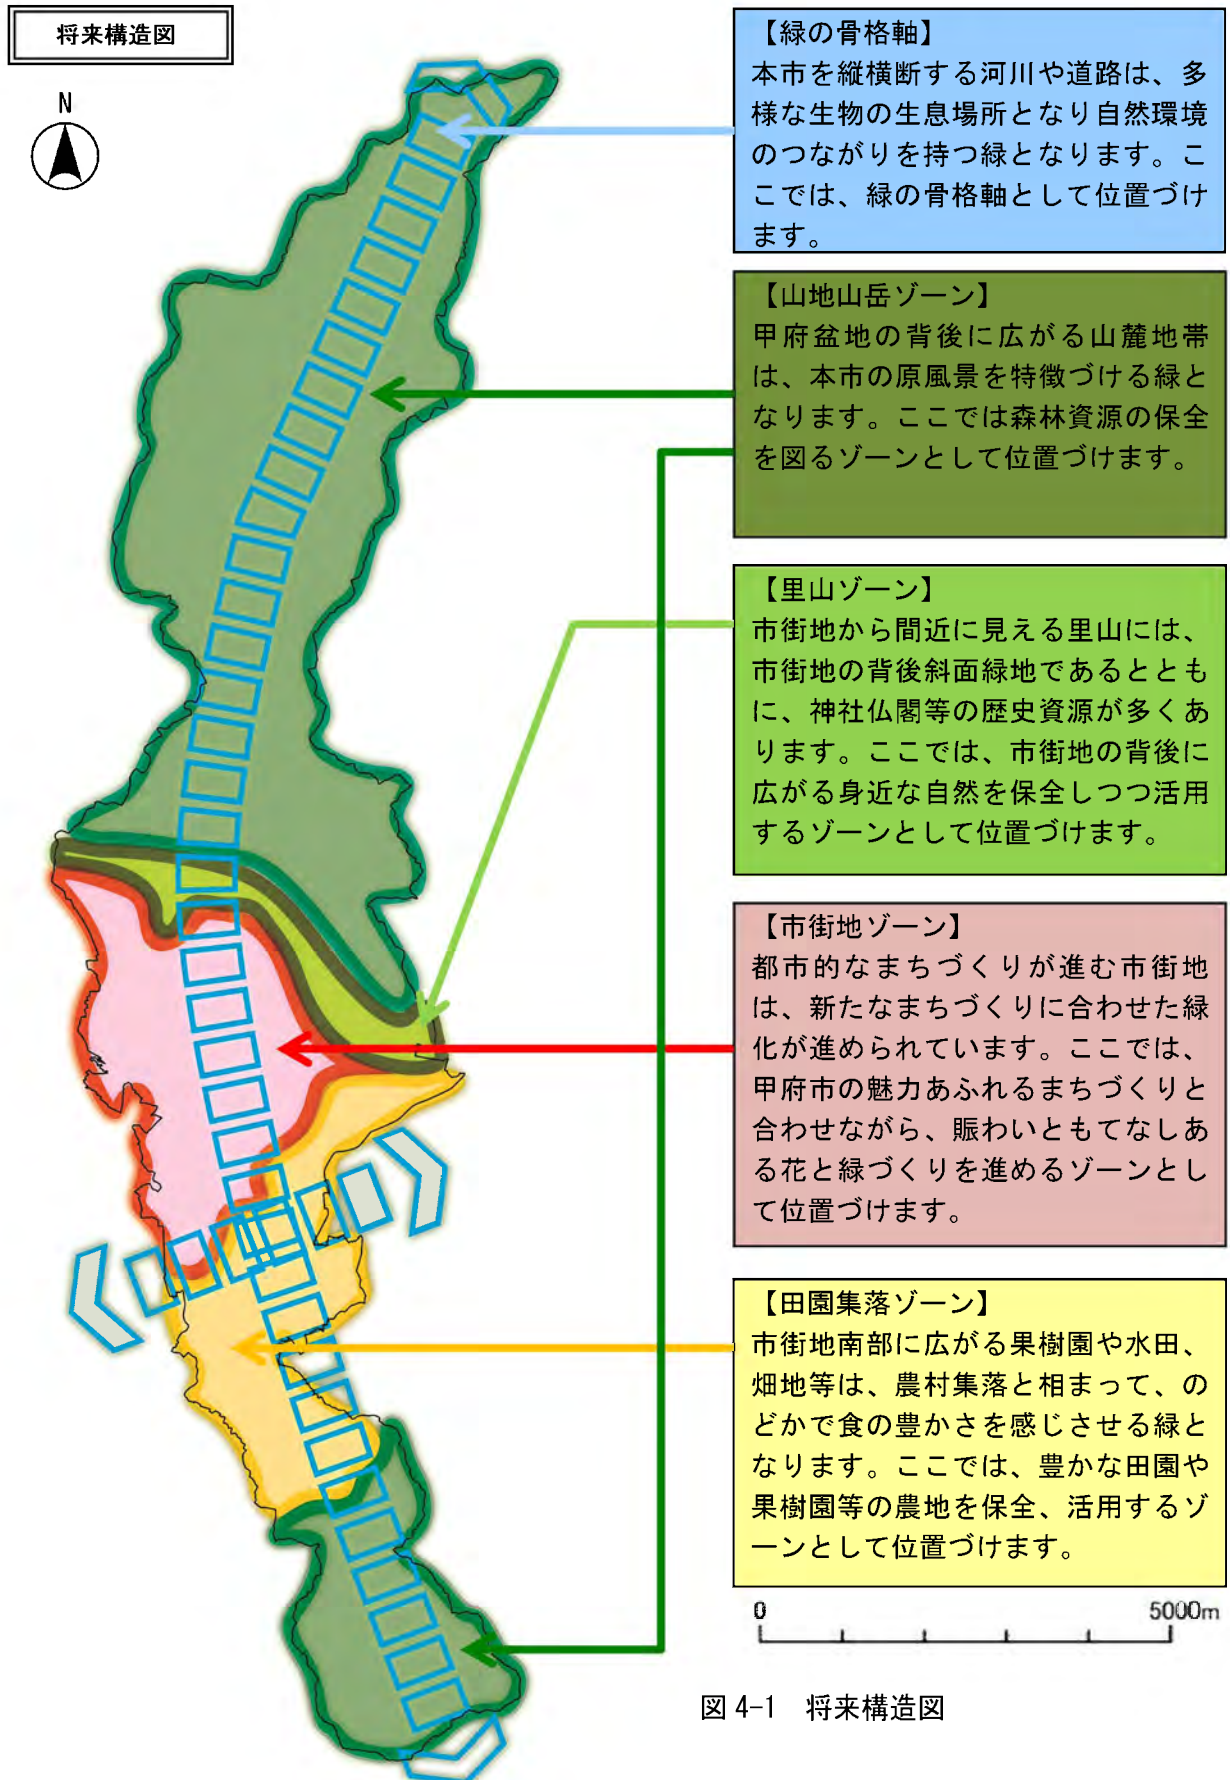 将来構造図
N
【緑の骨格軸】
本市を縦横断する河川や道路は、多
様な生物の生息場所となり自然環境
のつながりを持つ緑となります。こ
こでは、緑の骨格軸として位置づけ
ます。
【山地山岳ゾーン】
甲府盆地の背後に広がる山麓地帯
は、本市の原風景を特徴づける緑と
なります。ここでは森林資源の保全
を図るゾーンとして位置づけます。
【里山ゾーン】
市街地から間近に見える里山には、
市街地の背後斜面緑地であるととも
に、神社仏閣等の歴史資源が多くあ
ります。ここでは、市街地の背後に
広がる身近な自然を保全しつつ活用
するゾーンとして位置づけます。
【市街地ゾーン】
都市的なまちづくりが進む市街地
は、新たなまちづくりに合わせた緑
化が進められています。ここでは、
甲府市の魅力あふれるまちづくりと
合わせながら、賑わいともてなしあ
る花と緑づくりを進めるゾーンとし
て位置づけます。
【田園集落ゾーン】
市街地南部に広がる果樹園や水田、
畑地等は、農村集落と相まって、の
どかで食の豊かさを感じさせる緑と
なります。ここでは、豊かな田園や
果樹園等の農地を保全、活用するゾ
ーンとして位置づけます。
0 5000m
図 4-1 将来構造図